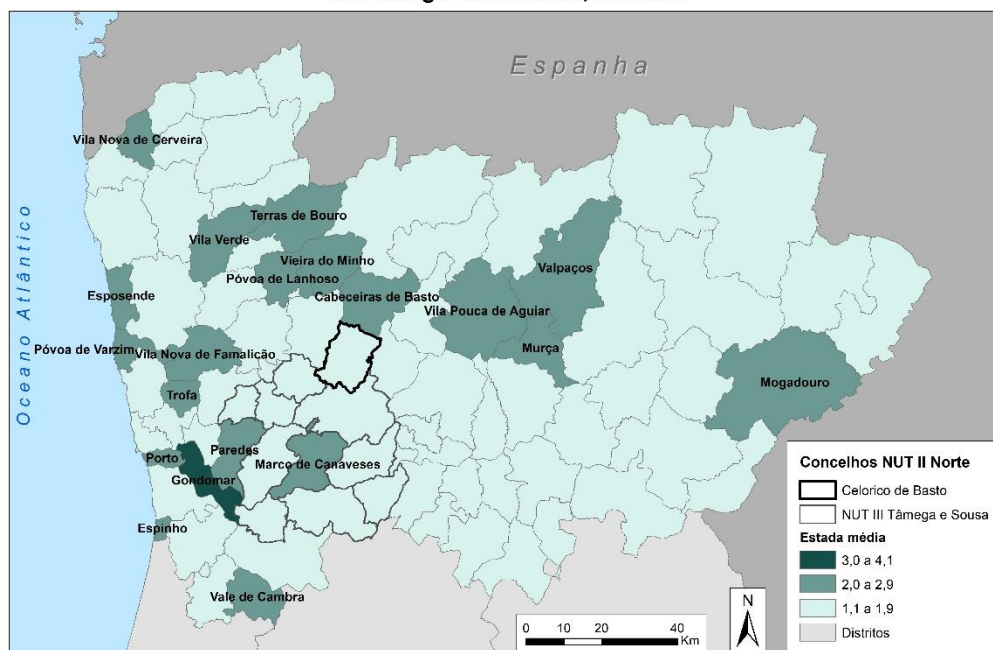 Espanha
Oceano Atlântico
Vila Nova de Cerveira
Terras de Bouro
Vila Verde
Vieira do Minho
Póvoa de Lanhoso
Cabeceiras de Basto
Esposende
Valpaços
Vila Pouca de Aguiar
Murça
Póvoa de Varzim
Vila Nova de Famalicão
Trofa
Mogadouro
Paredes
Porto
Marco de Canaveses
Gondomar
Espinho
Vale de Cambra
0 20 40
Km
N
Concelhos NUT II Norte
Celorico de Basto
NUT III Tâmega e Sousa
Estada média
3,0 a 4,1
2,0 a 2,9
1,1 a 1,9
Distritos